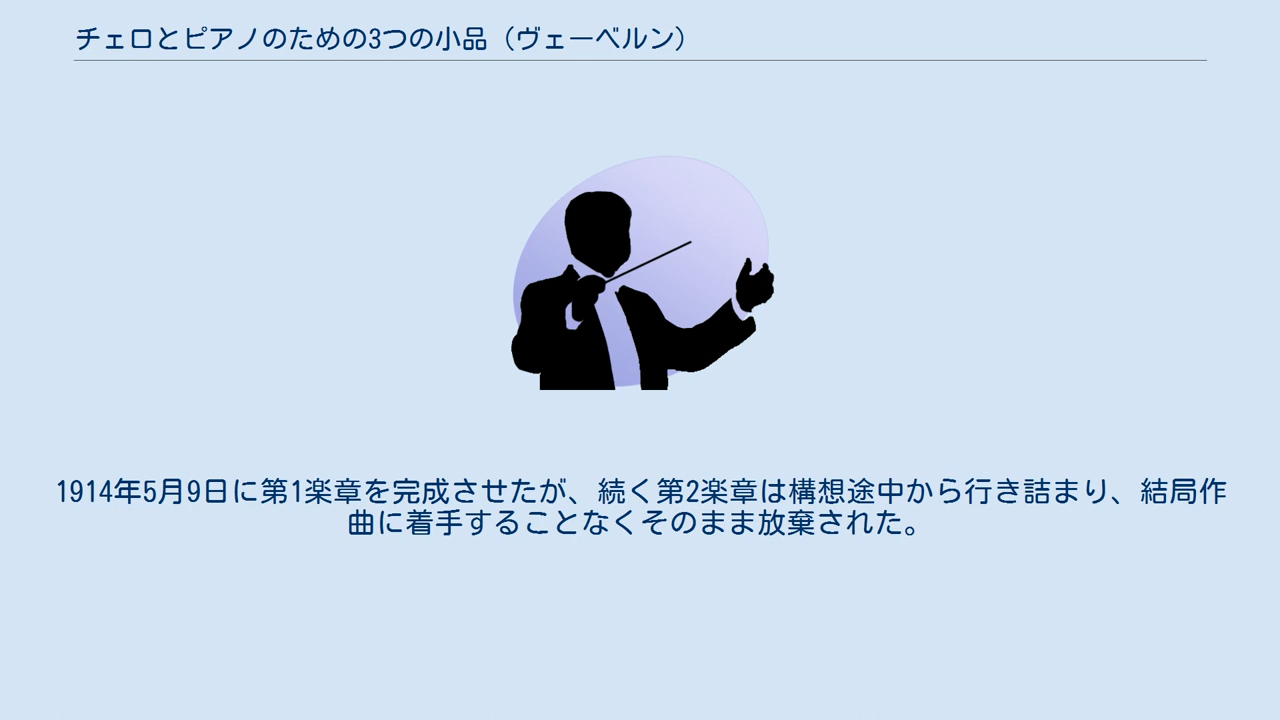 チェロとピアノのための3つの小品（ヴェーベルン）
1914年5月9日に第1楽章を完成させたが、続く第2楽章は構想途中から行き詰まり、結局作
曲に着手することなくそのまま放棄された。